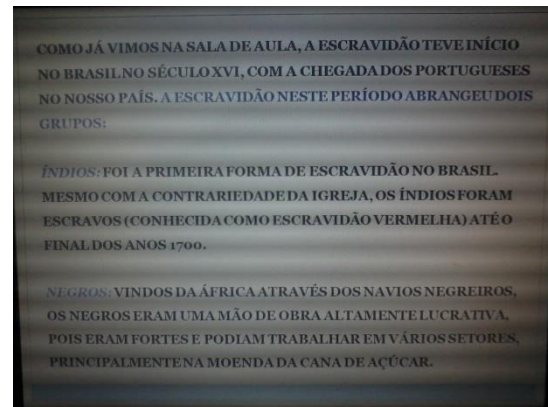 COMO JÁ VIMOS NA SALA DE AULA, A ESCRAVIDÃO TEVE INÍCIO
NO BRASIL NO SÉCULO XVI, COM A CHEGADA DOS PORTUGUESES
NO NOSSO PAÍS. A ESCRAVIDÃO NESTE PERÍODO ABRANGEU DOIS
GRUPOS:
ÍNDIOS: FOI A PRIMEIRA FORMA DE ESCRAVIDÃO NO BRASIL.
MESMO COM A CONTRARIEDADE DA IGREJA, OS ÍNDIOS FORAM
ESCRAVOS (CONHECIDA COMO ESCRAVIDÃO VERMELHA) ATÉ O
FINAL DOS ANOS 1700.
NEGROS: VINDOS DA ÁFRICA ATRAVÉS DOS NAVIOS NEGREIROS,
OS NEGROS ERAM UMA MÃO DE OBRA ALTAMENTE LUCRATIVA,
POIS ERAM FORTES E PODIAM TRABALHAR EM VÁRIOS SETORES,
PRINCIPALMENTE NA MOENDA DA CANA DE AÇÚCAR.